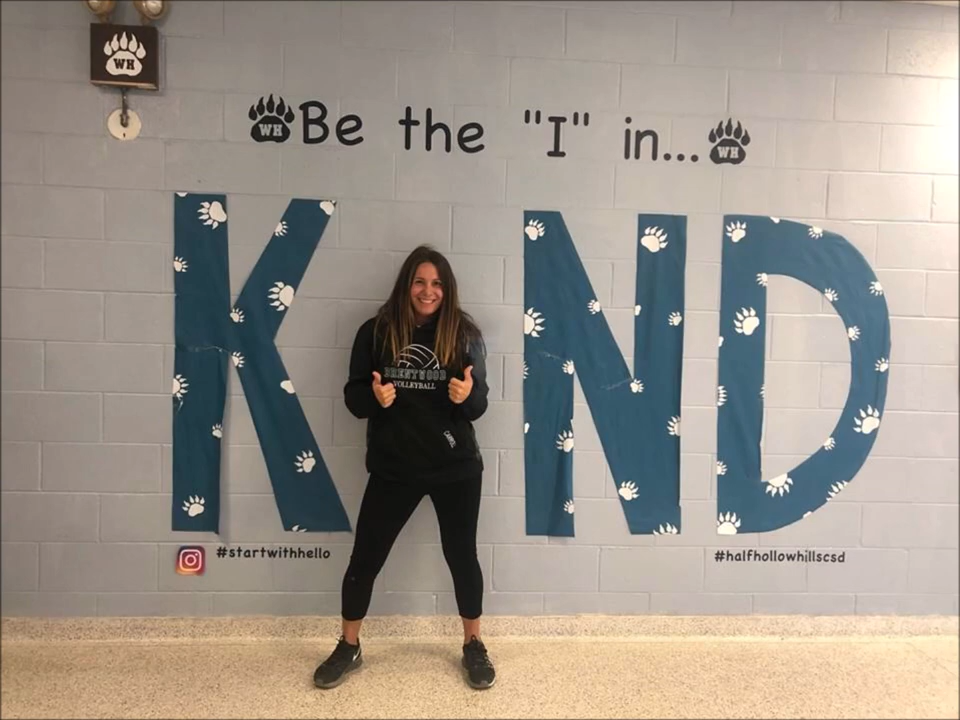 WH
WH Be the "I" in... WH
K ND
BRENTWOOD
VOLLEYBALL
#startwithhello
#halfhollowhillscsd